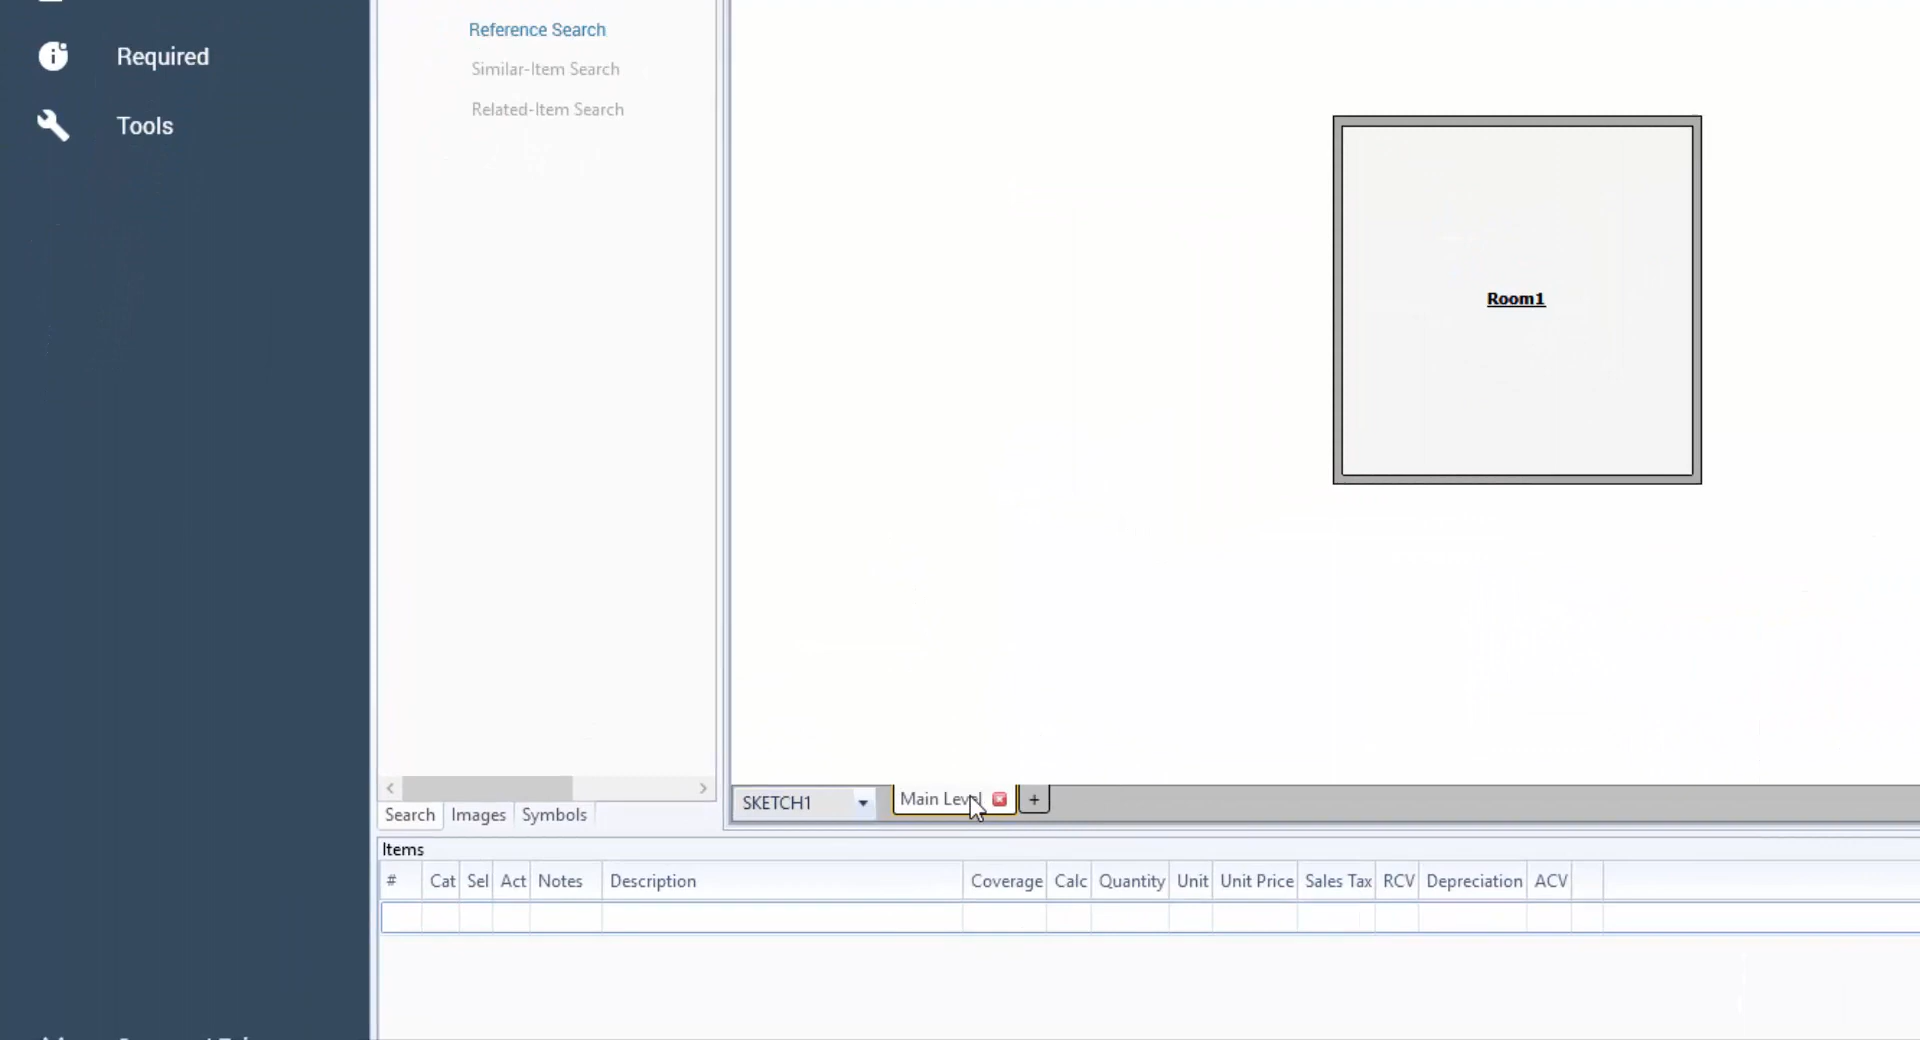 Required
Tools
Reference Search
Similar-Item Search
Related-Item Search
Room1
SKETCH1
Main Level
+
Search Images Symbols
Items
# Cat Sel Act Notes Description Coverage Calc Quantity Unit Unit Price Sales Tax RCV Depreciation ACV